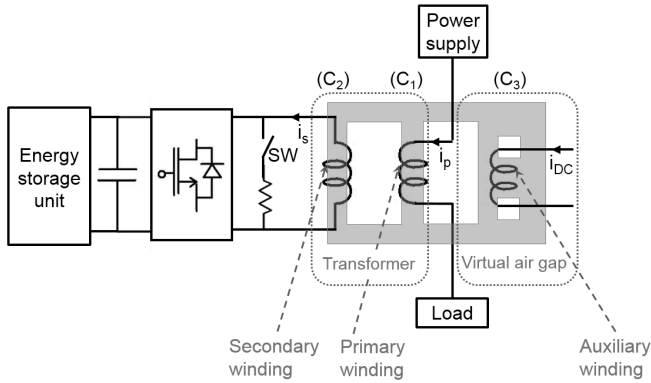 Power
supply
(C₂)
(C₁)
(C₃)
Energy
storage
unit
SW
iₛ
iₚ
i_DC
Transformer
Virtual air gap
Load
Secondary
winding
Primary
winding
Auxiliary
winding